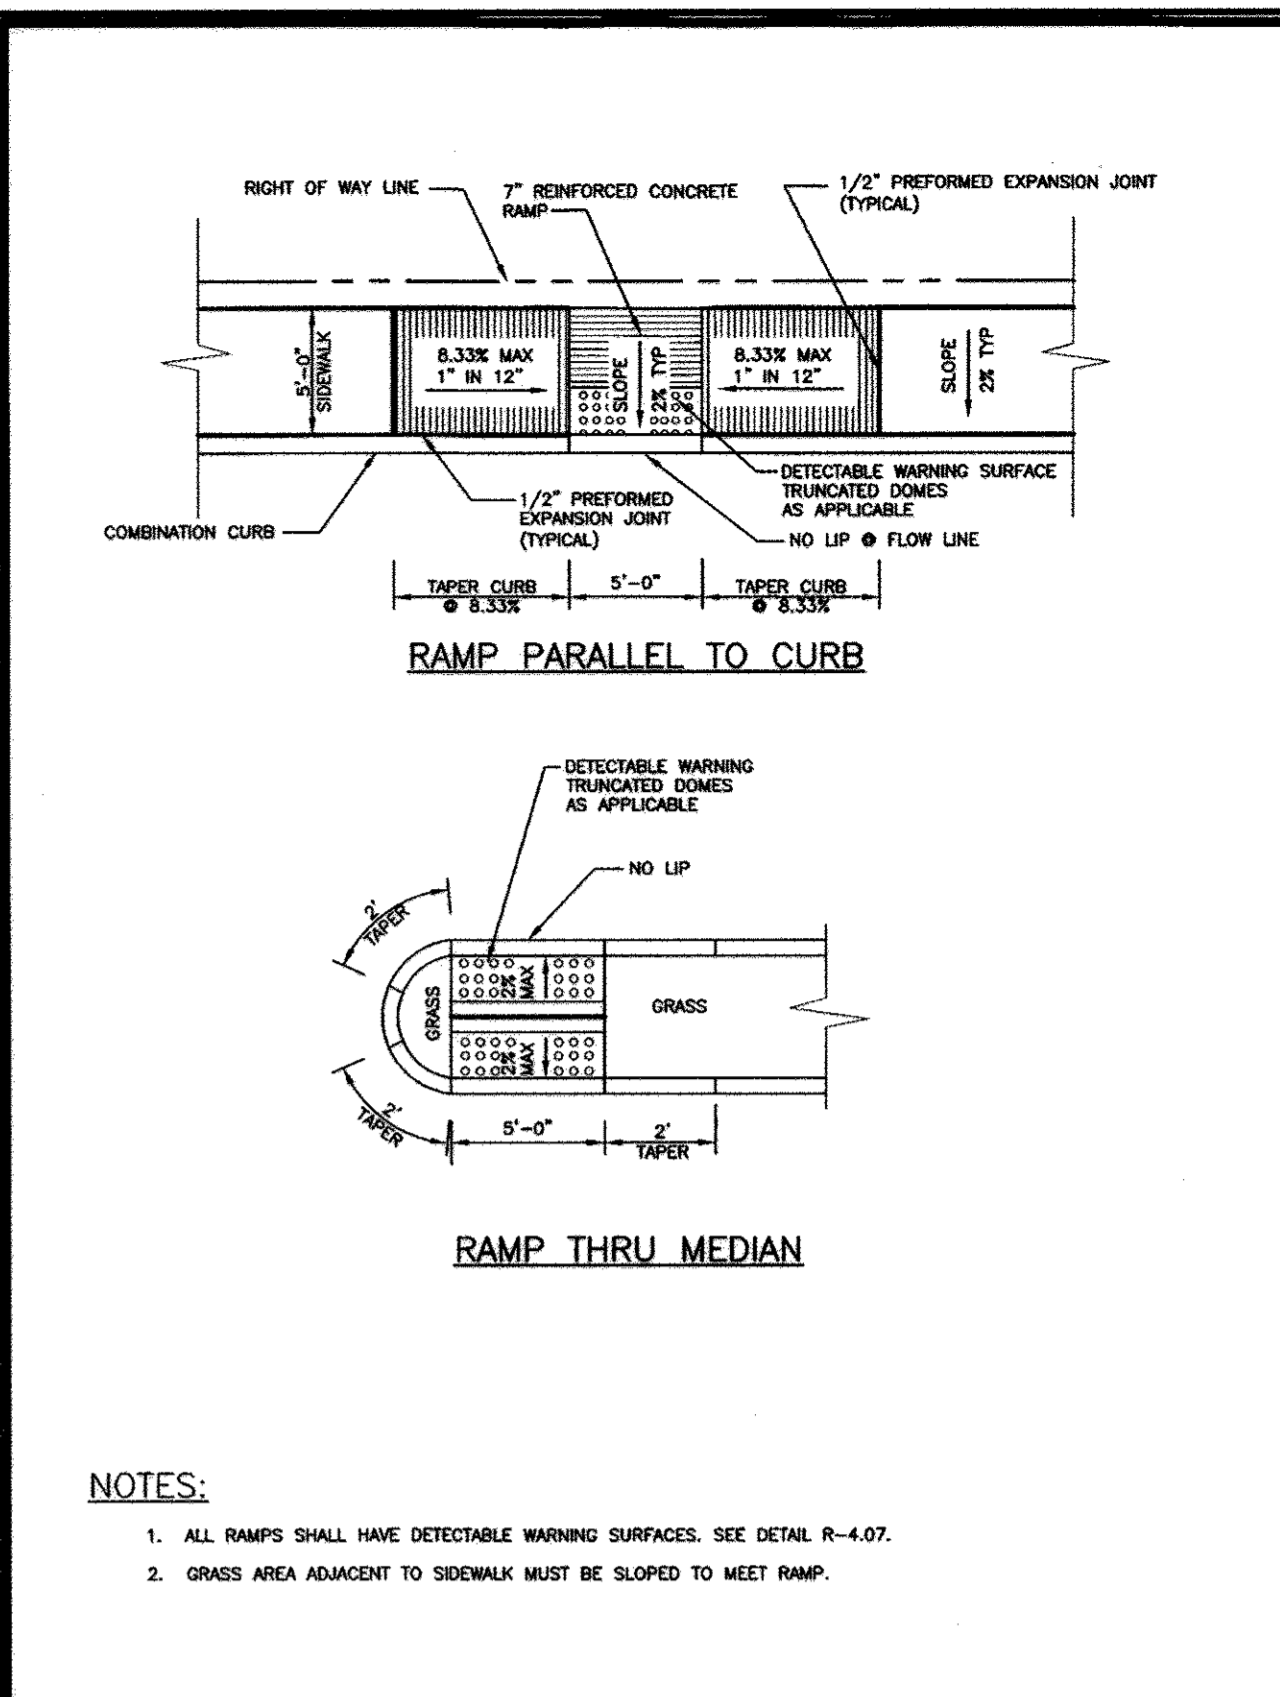 RIGHT OF WAY LINE
7" REINFORCED CONCRETE
RAMP
1/2" PREFORMED EXPANSION JOINT
(TYPICAL)
5'-0"
SIDEWALK
8.33% MAX
1" IN 12"
SLOPE
2% TYP
8.33% MAX
1" IN 12"
SLOPE
2% TYP
COMBINATION CURB
1/2" PREFORMED
EXPANSION JOINT
(TYPICAL)
DETECTABLE WARNING SURFACE
TRUNCATED DOMES
AS APPLICABLE
NO LIP @ FLOW LINE
TAPER CURB
@ 8.33%
5'-0"
TAPER CURB
@ 8.33%
RAMP PARALLEL TO CURB
DETECTABLE WARNING
TRUNCATED DOMES
AS APPLICABLE
NO LIP
2'
TAPER
GRASS
2%
MAX
2%
MAX
GRASS
2'
TAPER
5'-0"
2'
TAPER
RAMP THRU MEDIAN
NOTES:
1. ALL RAMPS SHALL HAVE DETECTABLE WARNING SURFACES. SEE DETAIL R-4.07.
2. GRASS AREA ADJACENT TO SIDEWALK MUST BE SLOPED TO MEET RAMP.